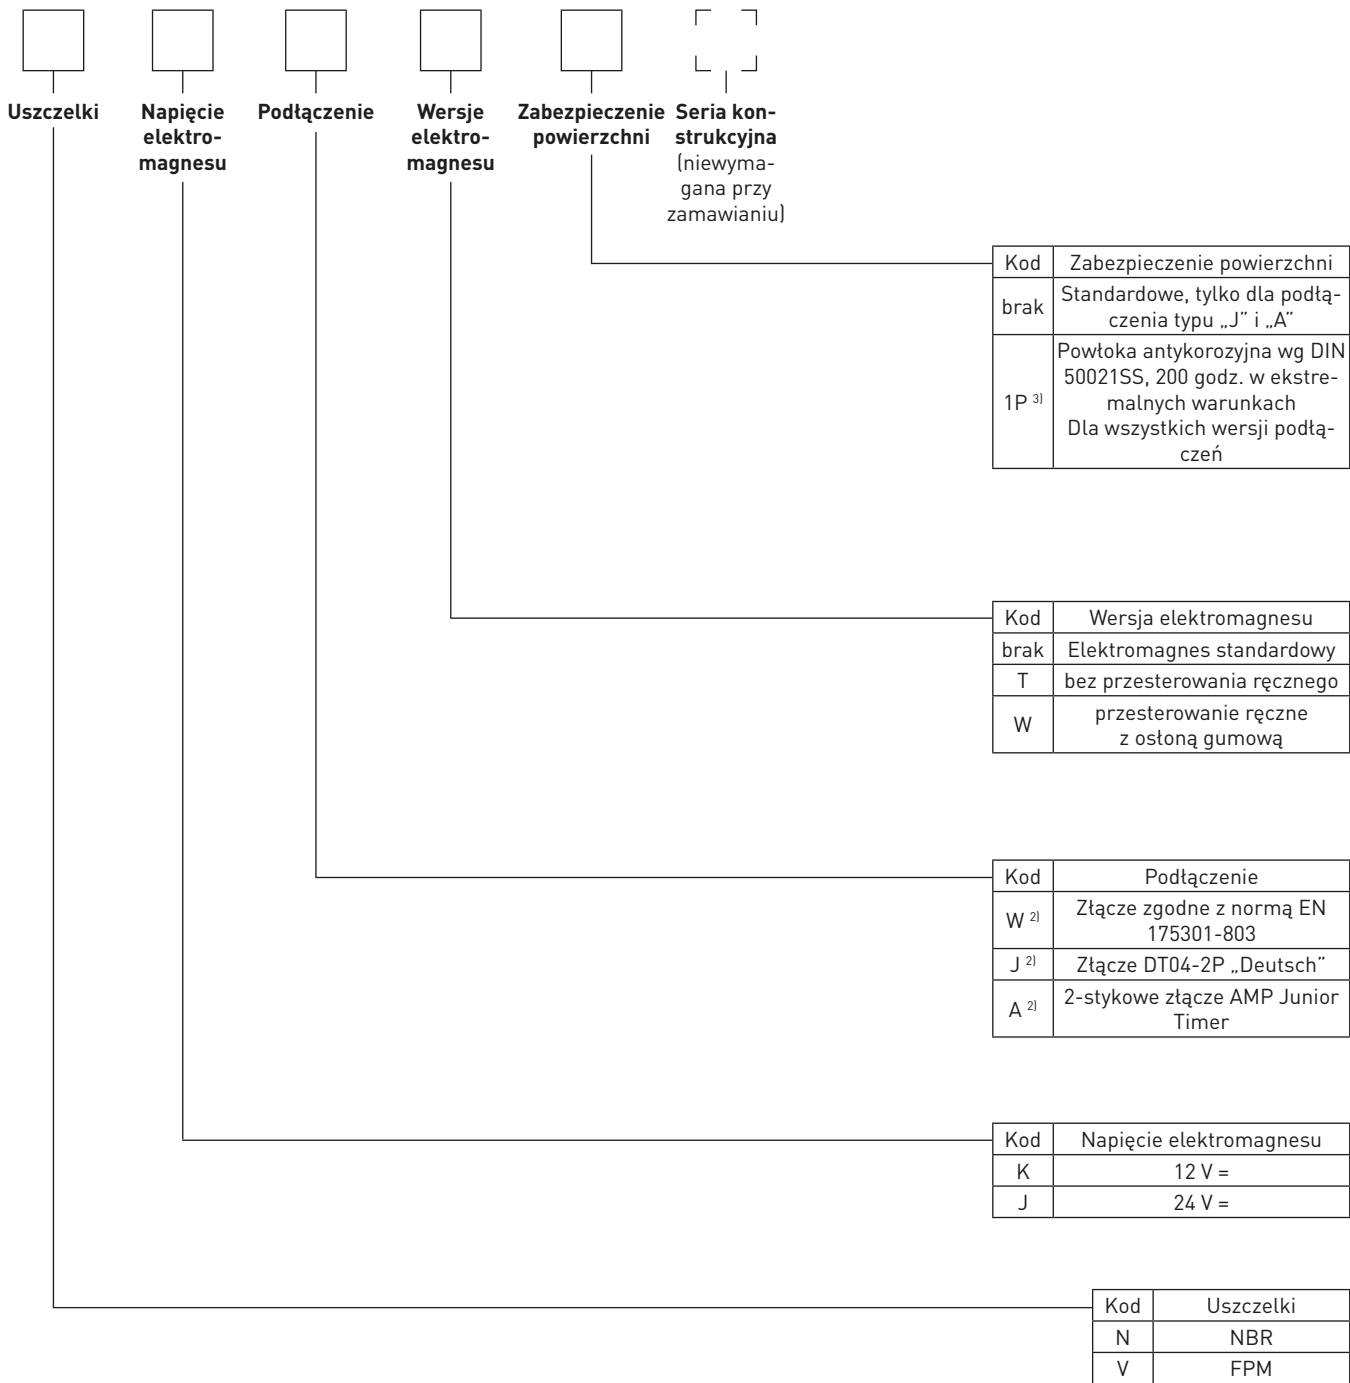 Uszczelki
Napięcie
elektro-
magnesu
Podłączenie
Wersje
elektro-
magnesu
Zabezpieczenie
powierzchni
Seria kon-
strukcyjna
(niewyma-
gana przy
zamawianiu)
Kod Zabezpieczenie powierzchni
brak Standardowe, tylko dla podłą-
czenia typu „J” i „A”
1P 3) Powłoka antykorozyjna wg DIN
50021SS, 200 godz. w ekstre-
malnych warunkach
Dla wszystkich wersji podłą-
czeń
Kod Wersja elektromagnesu
brak Elektromagnes standardowy
T bez przesterowania ręcznego
W przesterowanie ręczne
z osłoną gumową
Kod Podłączenie
W 2) Złącze zgodne z normą EN
175301-803
J 2) Złącze DT04-2P „Deutsch”
A 2) 2-stykowe złącze AMP Junior
Timer
Kod Napięcie elektromagnesu
K 12 V =
J 24 V =
Kod Uszczelki
N NBR
V FPM